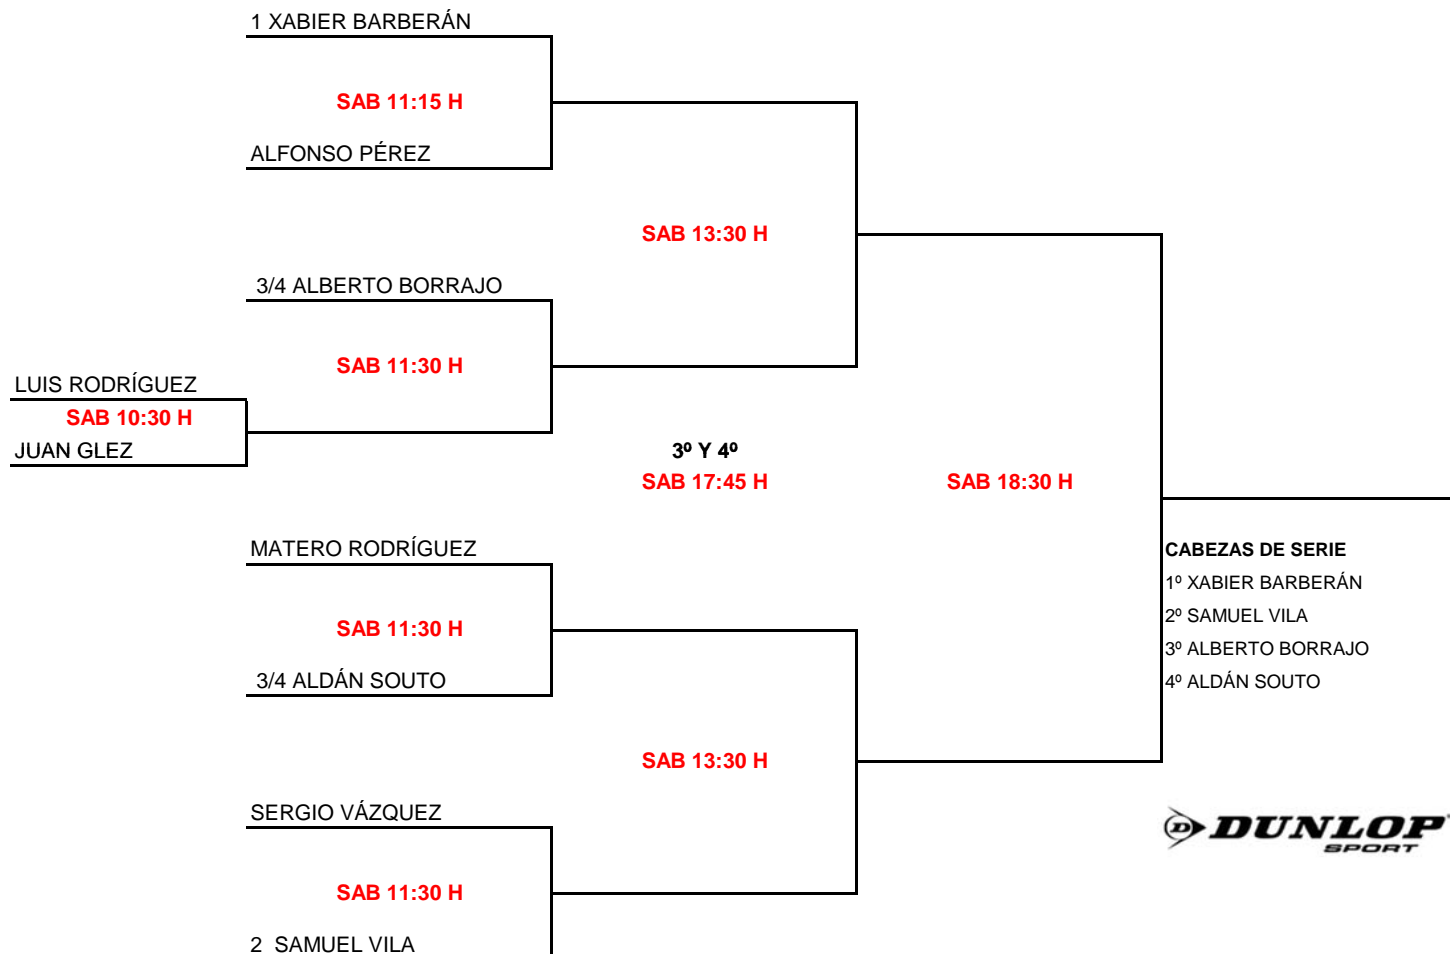 1 XABIER BARBERÁN
SAB 11:15 H
ALFONSO PÉREZ
SAB 13:30 H
3/4 ALBERTO BORRAJO
SAB 11:30 H
LUIS RODRÍGUEZ
SAB 10:30 H
JUAN GLEZ
3º Y 4º
SAB 17:45 H
SAB 18:30 H
MATERO RODRÍGUEZ
SAB 11:30 H
3/4 ALDÁN SOUTO
CABEZAS DE SERIE
1º XABIER BARBERÁN
2º SAMUEL VILA
3º ALBERTO BORRAJO
4º ALDÁN SOUTO
SAB 13:30 H
SERGIO VÁZQUEZ
SAB 11:30 H
2 SAMUEL VILA
D DUNLOP
SPORT